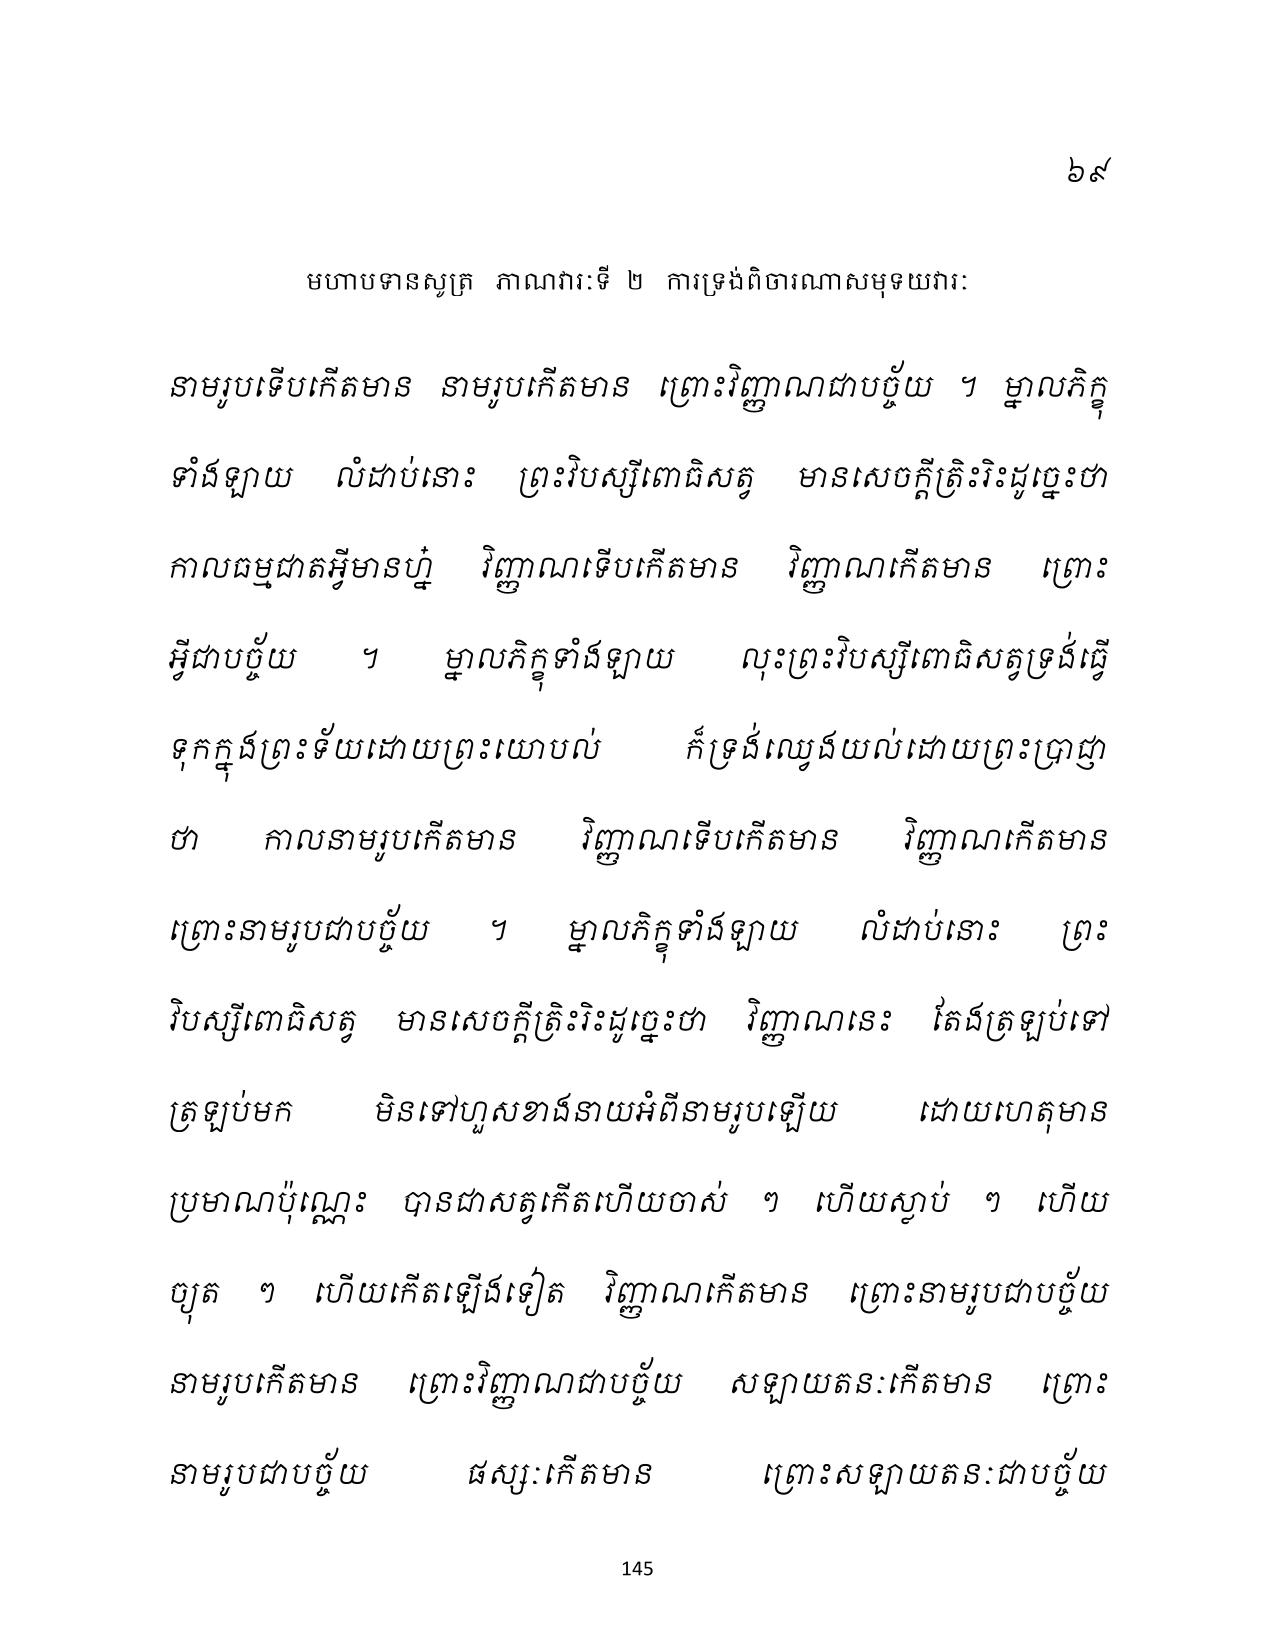 ៦៩
មហាបទានសូត្រ ភាណវារៈទី ២ ការទ្រង់ពិចារណាសមុទយវារៈ
នាមរូបទើបកើតមាន នាមរូបកើតមាន ព្រោះវិញ្ញាណជាបច្ច័យ ។ ម្នាលភិក្ខុ
ទាំងឡាយ លំដាប់នោះ ព្រះវិបស្សីពោធិសត្វ មានសេចក្តីត្រិះរិះដូច្នេះថា
កាលធម្មជាតអ្វីមានហ្ន៎ វិញ្ញាណទើបកើតមាន វិញ្ញាណកើតមាន ព្រោះ
អ្វីជាបច្ច័យ ។ ម្នាលភិក្ខុទាំងឡាយ លុះព្រះវិបស្សីពោធិសត្វទ្រង់ធ្វើ
ទុកក្នុងព្រះទ័យដោយព្រះយោបល់ ក៏ទ្រង់ឈ្វេងយល់ដោយព្រះប្រាជ្ញា
ថា កាលនាមរូបកើតមាន វិញ្ញាណទើបកើតមាន វិញ្ញាណកើតមាន
ព្រោះនាមរូបជាបច្ច័យ ។ ម្នាលភិក្ខុទាំងឡាយ លំដាប់នោះ ព្រះ
វិបស្សីពោធិសត្វ មានសេចក្តីត្រិះរិះដូច្នេះថា វិញ្ញាណនេះ តែងត្រឡប់ទៅ
ត្រឡប់មក មិនទៅហួសខាងនាយអំពីនាមរូបឡើយ ដោយហេតុមាន
ប្រមាណប៉ុណ្ណេះ បានជាសត្វកើតហើយចាស់ ៗ ហើយស្លាប់ ៗ ហើយ
ច្យុត ៗ ហើយកើតឡើងទៀត វិញ្ញាណកើតមាន ព្រោះនាមរូបជាបច្ច័យ
នាមរូបកើតមាន ព្រោះវិញ្ញាណជាបច្ច័យ សឡាយតនៈកើតមាន ព្រោះ
នាមរូបជាបច្ច័យ ផស្សៈកើតមាន ព្រោះសឡាយតនៈជាបច្ច័យ
145